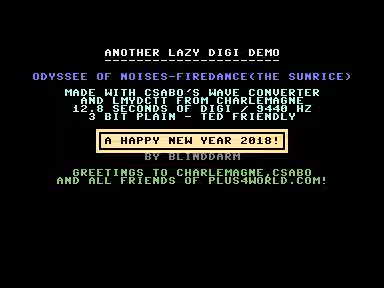 ANOTHER LAZY DIGI DEMO
ODYSSEE OF NOISES-FIREDANCE(THE SUNRICE)
MADE WITH CSABO'S WAVE CONVERTER
AND LMYDCTT FROM CHARLEMAGNE
12.8 SECONDS OF DIGI / 9440 HZ
3 BIT PLAIN - TED FRIENDLY
A HAPPY NEW YEAR 2018!
BY BLINDDARM
GREETINGS TO CHARLEMAGNE,CSABO
AND ALL FRIENDS OF PLUS4WORLD.COM!